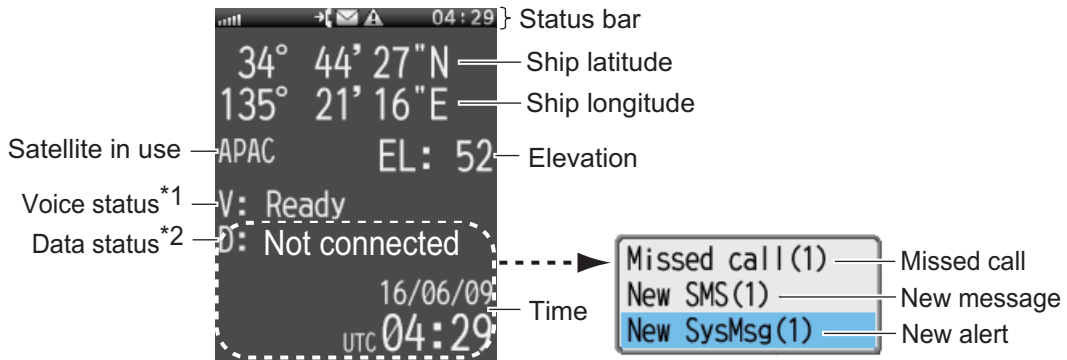 04:29 Status bar
34° 44' 27"N Ship latitude
135° 21' 16"E Ship longitude
Satellite in use APAC EL: 52 Elevation
Voice status*1 V: Ready
Data status*2 D: Not connected
16/06/09
UTC 04:29 Time
Missed call(1) Missed call
New SMS(1) New message
New SysMsg(1) New alert